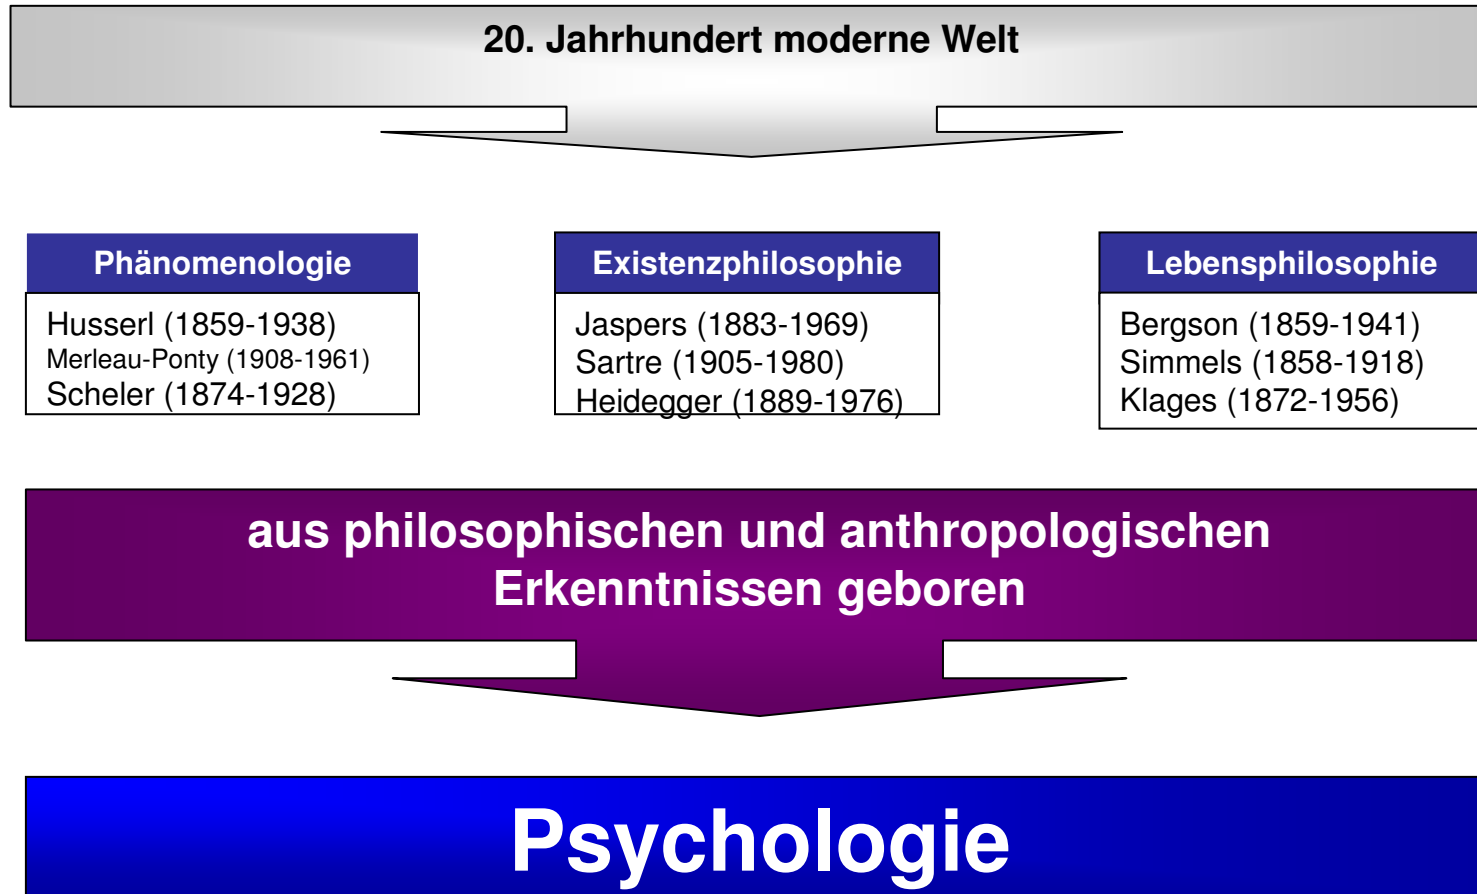 20. Jahrhundert moderne Welt
Phänomenologie
Husserl (1859-1938)
Merleau-Ponty (1908-1961)
Scheler (1874-1928)
Existenzphilosophie
Jaspers (1883-1969)
Sartre (1905-1980)
Heidegger (1889-1976)
Lebensphilosophie
Bergson (1859-1941)
Simmels (1858-1918)
Klages (1872-1956)
aus philosophischen und anthropologischen
Erkenntnissen geboren
Psychologie